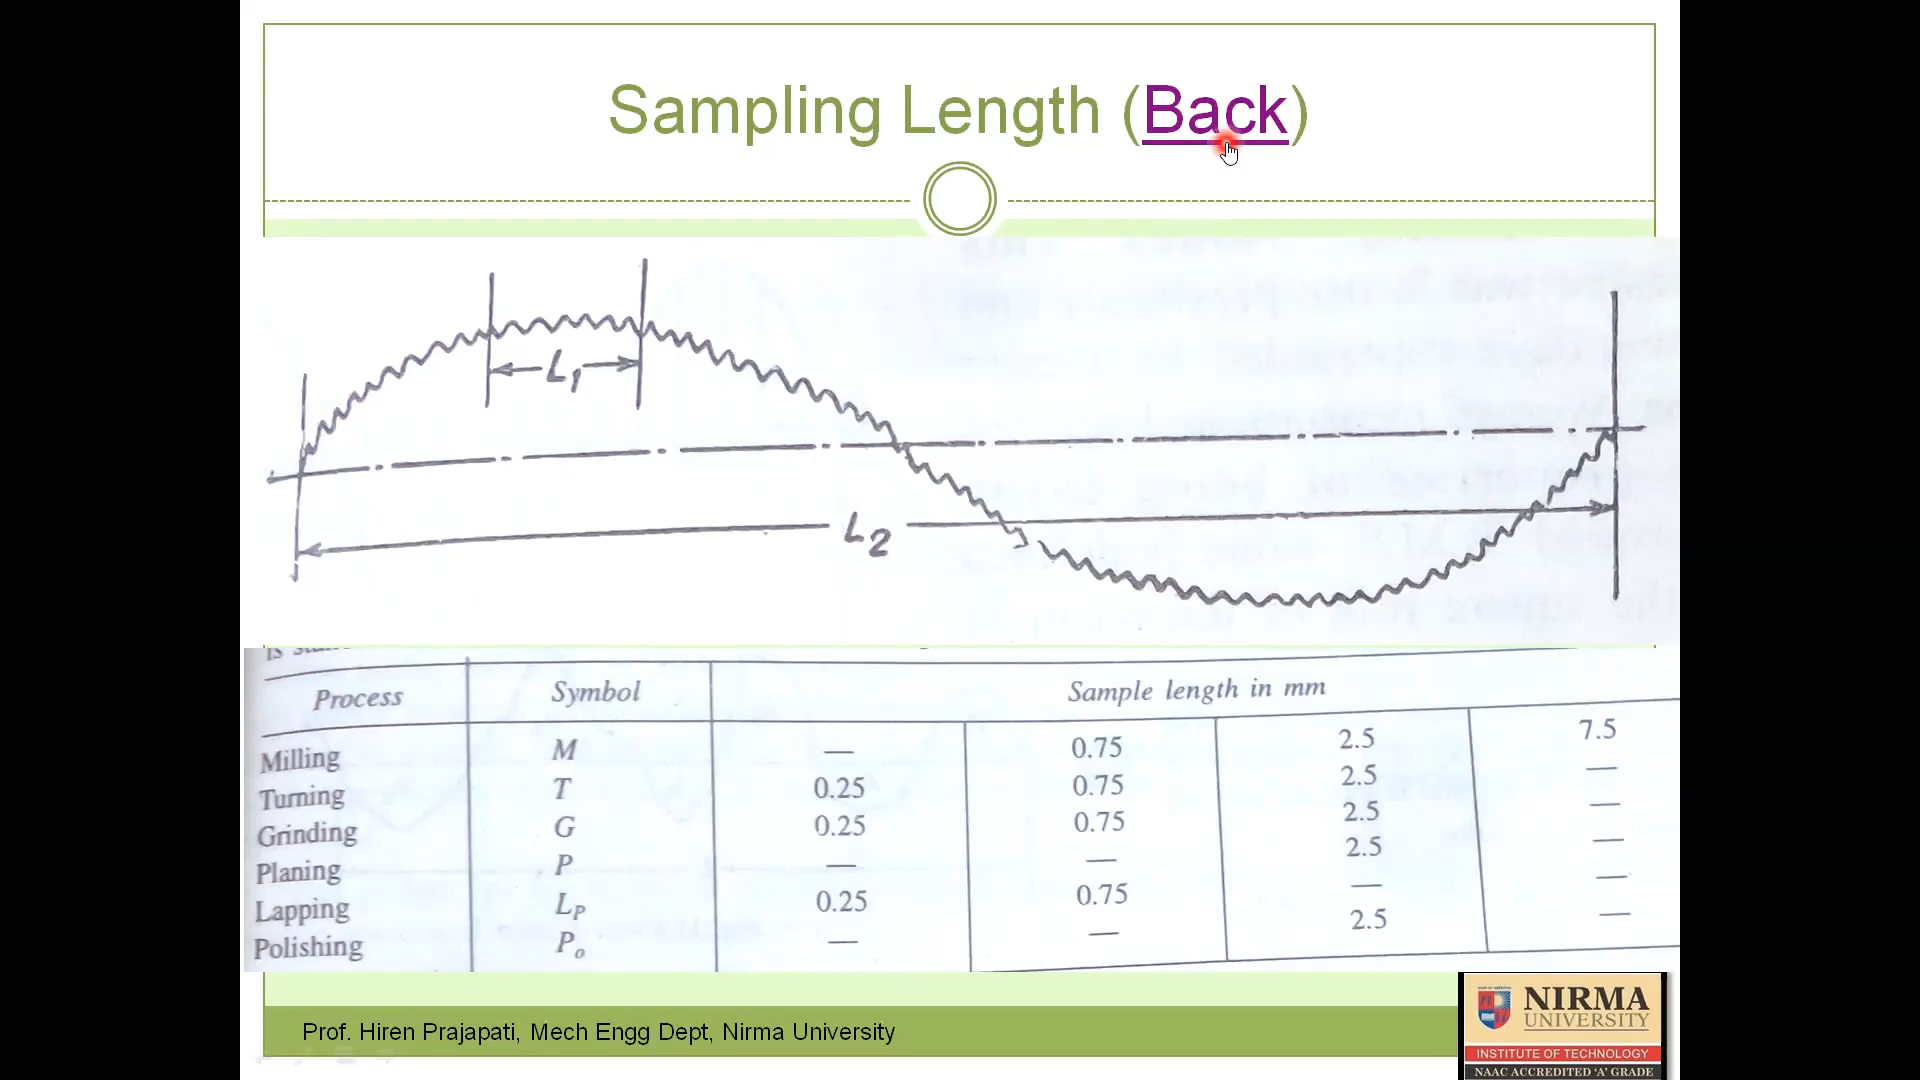 Sampling Length (Back)
L1
L2
Process Symbol Sample length in mm
Milling M — 0.75 2.5 7.5
Turning T 0.25 0.75 2.5 —
Grinding G 0.25 0.75 2.5 —
Planing P — — 2.5 —
Lapping LP 0.25 0.75 — —
Polishing Po — — 2.5 —
Prof. Hiren Prajapati, Mech Engg Dept, Nirma University
NIRMA
UNIVERSITY
INSTITUTE OF TECHNOLOGY
NAAC ACCREDITED 'A' GRADE